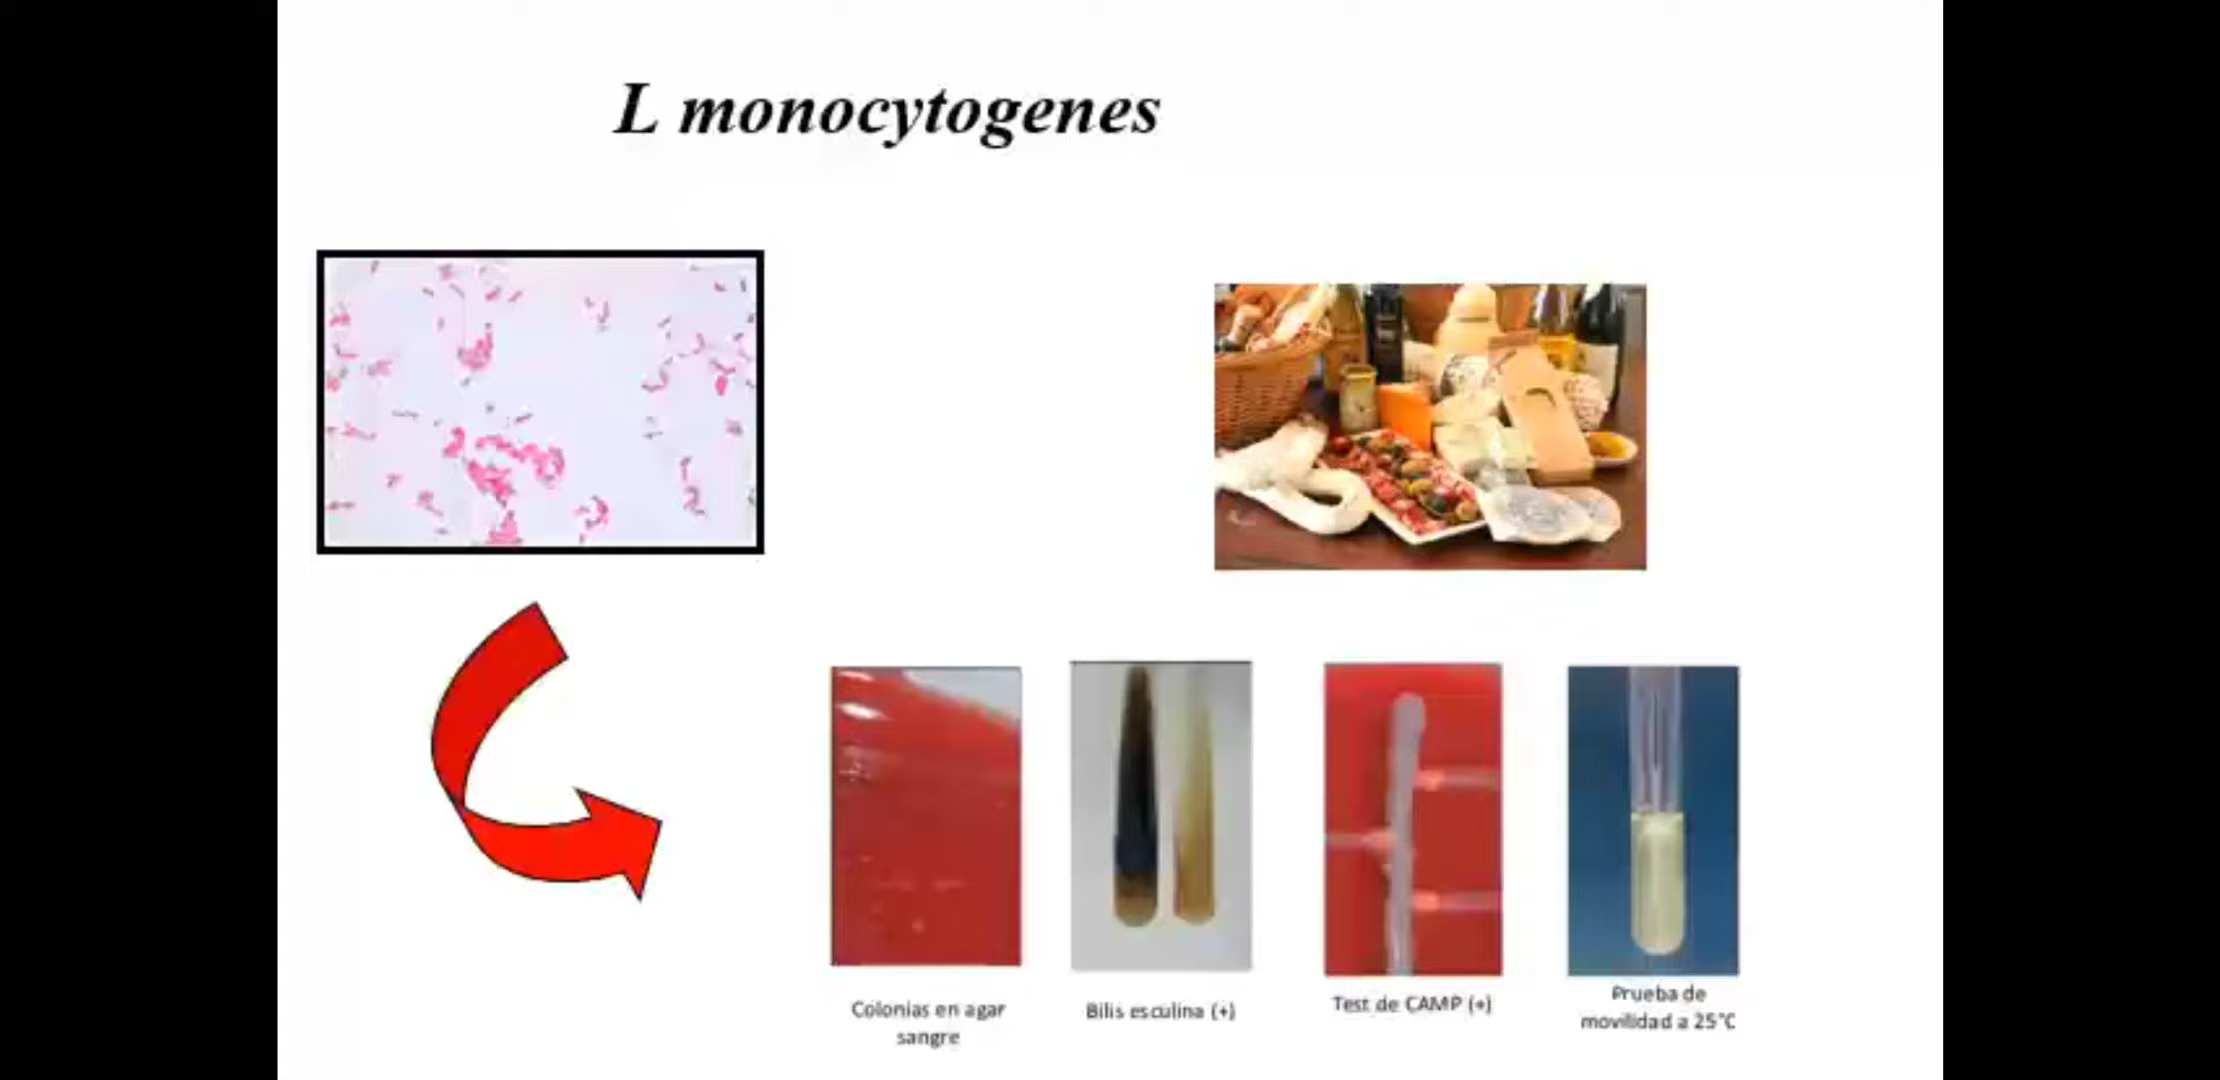 L monocytogenes
Colonias en agar
sangre
Bilis esculina (+)
Test de CAMP (+)
Prueba de
movilidad a 25°C